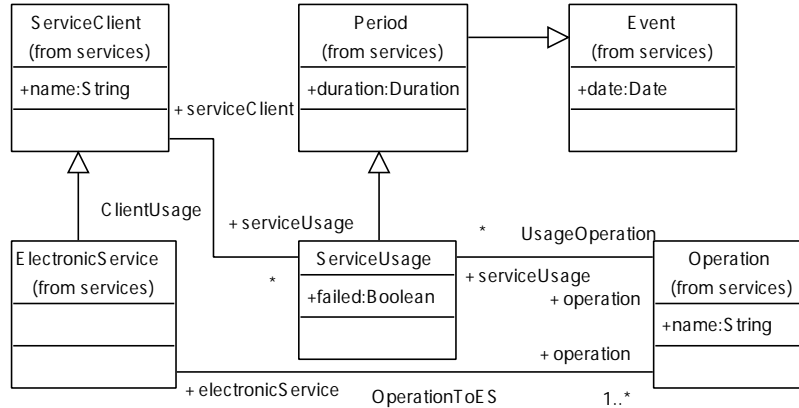 ServiceClient
(from services)
+name:String
Period
(from services)
+duration:Duration
Event
(from services)
+date:Date
+ serviceClient
ClientUsage
+ serviceUsage
*
ElectronicService
(from services)
ServiceUsage
+failed:Boolean
*
UsageOperation
+ serviceUsage
+ operation
Operation
(from services)
+name:String
+ operation
+ electronicService
OperationToES
1..*